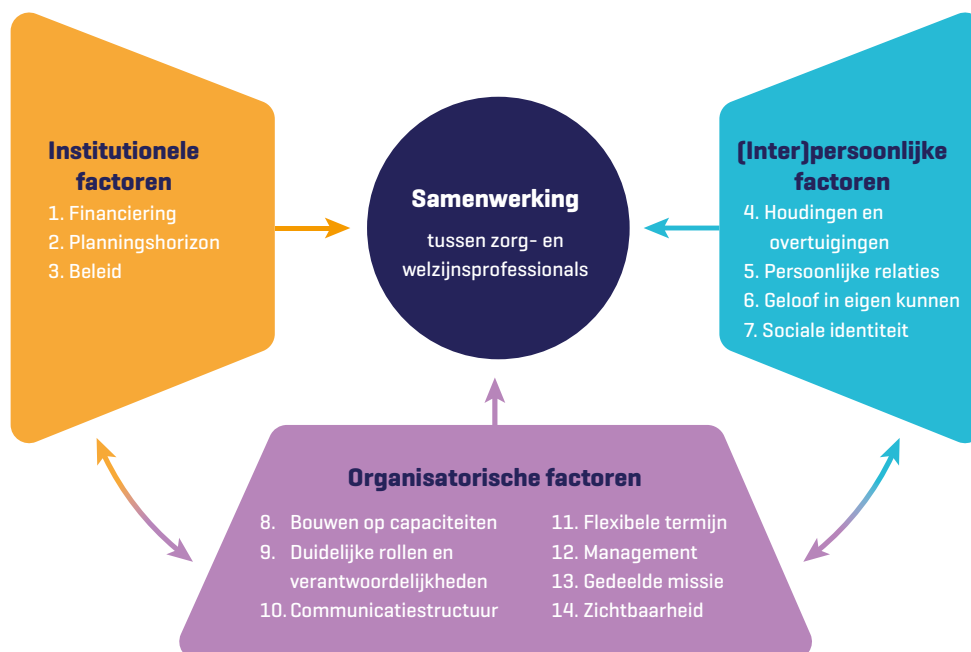 Institutionele
factoren
1. Financiering
2. Planningshorizon
3. Beleid
Samenwerking
tussen zorg- en
welzijnsprofessionals
(Inter)persoonlijke
factoren
4. Houdingen en
overtuigingen
5. Persoonlijke relaties
6. Geloof in eigen kunnen
7. Sociale identiteit
Organisatorische factoren
8. Bouwen op capaciteiten
9. Duidelijke rollen en
verantwoordelijkheden
10. Communicatiestructuur
11. Flexibele termijn
12. Management
13. Gedeelde missie
14. Zichtbaarheid